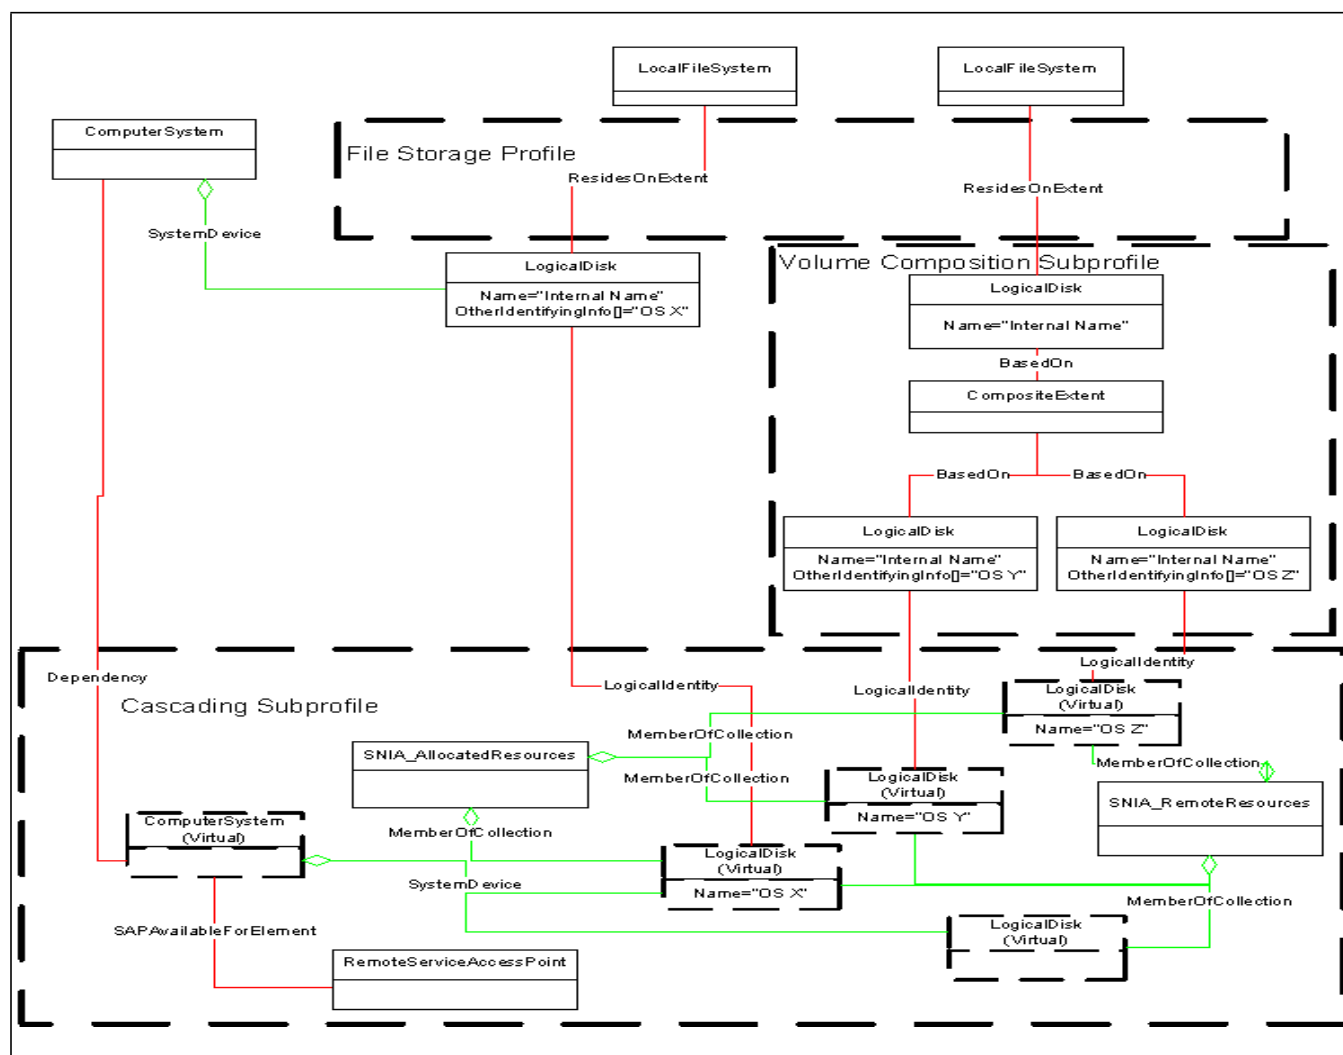 LocalFileSystem
LocalFileSystem
ComputerSystem
File Storage Profile
ResidesOnExtent
ResidesOnExtent
SystemDevice
LogicalDisk
Name="Internal Name"
OtherIdentifyingInfo[]="OS X"
Volume Composition Subprofile
LogicalDisk
Name="Internal Name"
BasedOn
CompositeExtent
BasedOn
BasedOn
LogicalDisk
Name="Internal Name"
OtherIdentifyingInfo[]="OS Y"
LogicalDisk
Name="Internal Name"
OtherIdentifyingInfo[]="OS Z"
Dependency
Cascading Subprofile
LogicalIdentity
LogicalIdentity
LogicalIdentity
LogicalDisk
(Virtual)
Name="OS Z"
MemberOfCollection
SNIA_AllocatedResources
MemberOfCollection
MemberOfCollection
LogicalDisk
(Virtual)
Name="OS Y"
SNIA_RemoteResources
ComputerSystem
(Virtual)
MemberOfCollection
LogicalDisk
(Virtual)
Name="OS X"
SystemDevice
MemberOfCollection
SAPAvailableForElement
LogicalDisk
(Virtual)
RemoteServiceAccessPoint